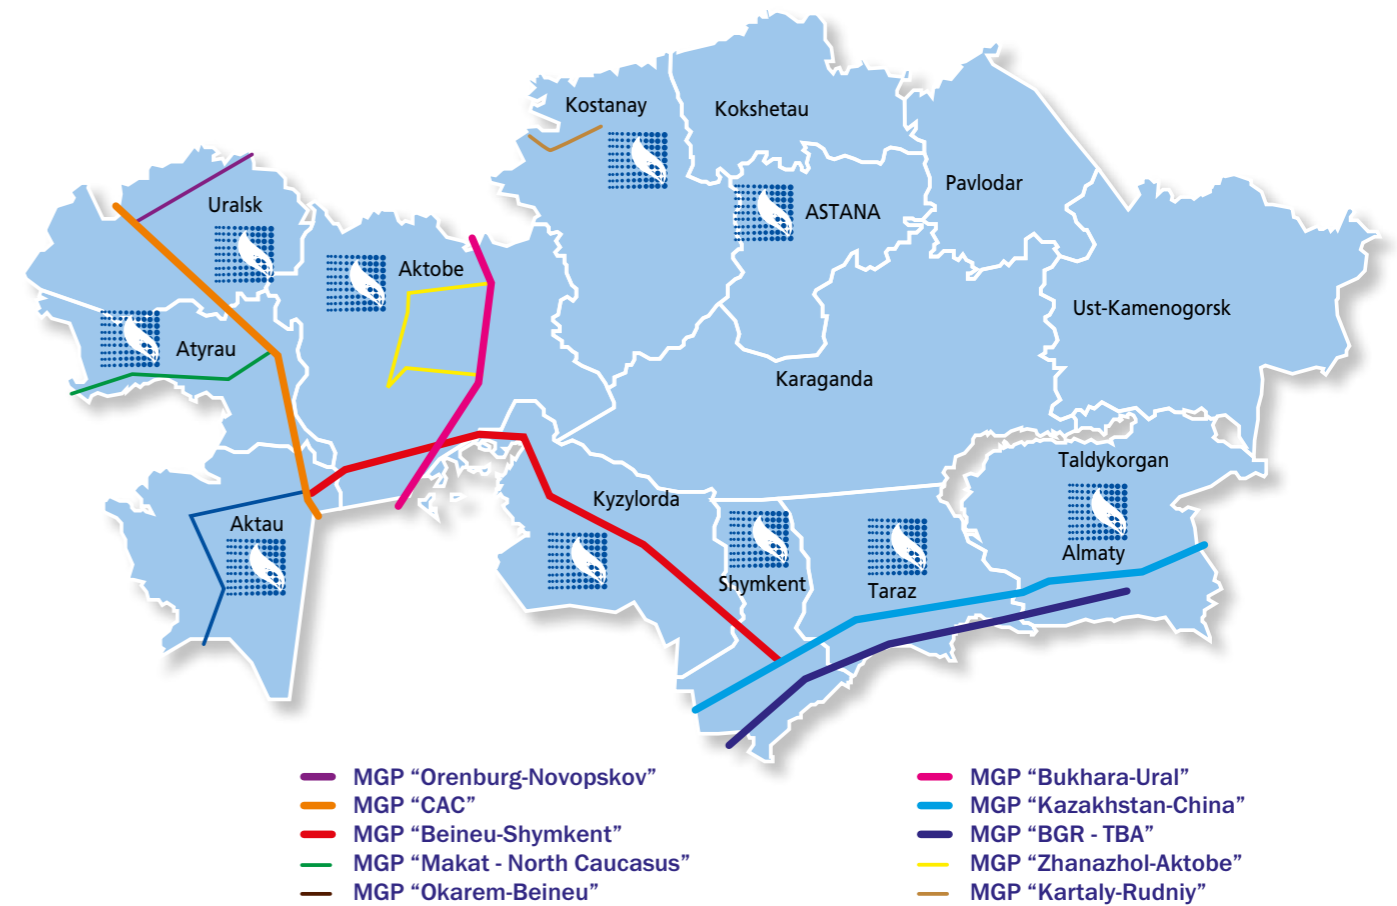 Kostanay
Kokshetau
Pavlodar
Uralsk
ASTANA
Aktobe
Ust-Kamenogorsk
Atyrau
Karaganda
Taldykorgan
Kyzylorda
Aktau
Almaty
Shymkent
Taraz
MGP “Orenburg-Novopskov”
MGP “CAC”
MGP “Beineu-Shymkent”
MGP “Makat - North Caucasus”
MGP “Okarem-Beineu”
MGP “Bukhara-Ural”
MGP “Kazakhstan-China”
MGP “BGR - TBA”
MGP “Zhanazhol-Aktobe”
MGP “Kartaly-Rudniy”